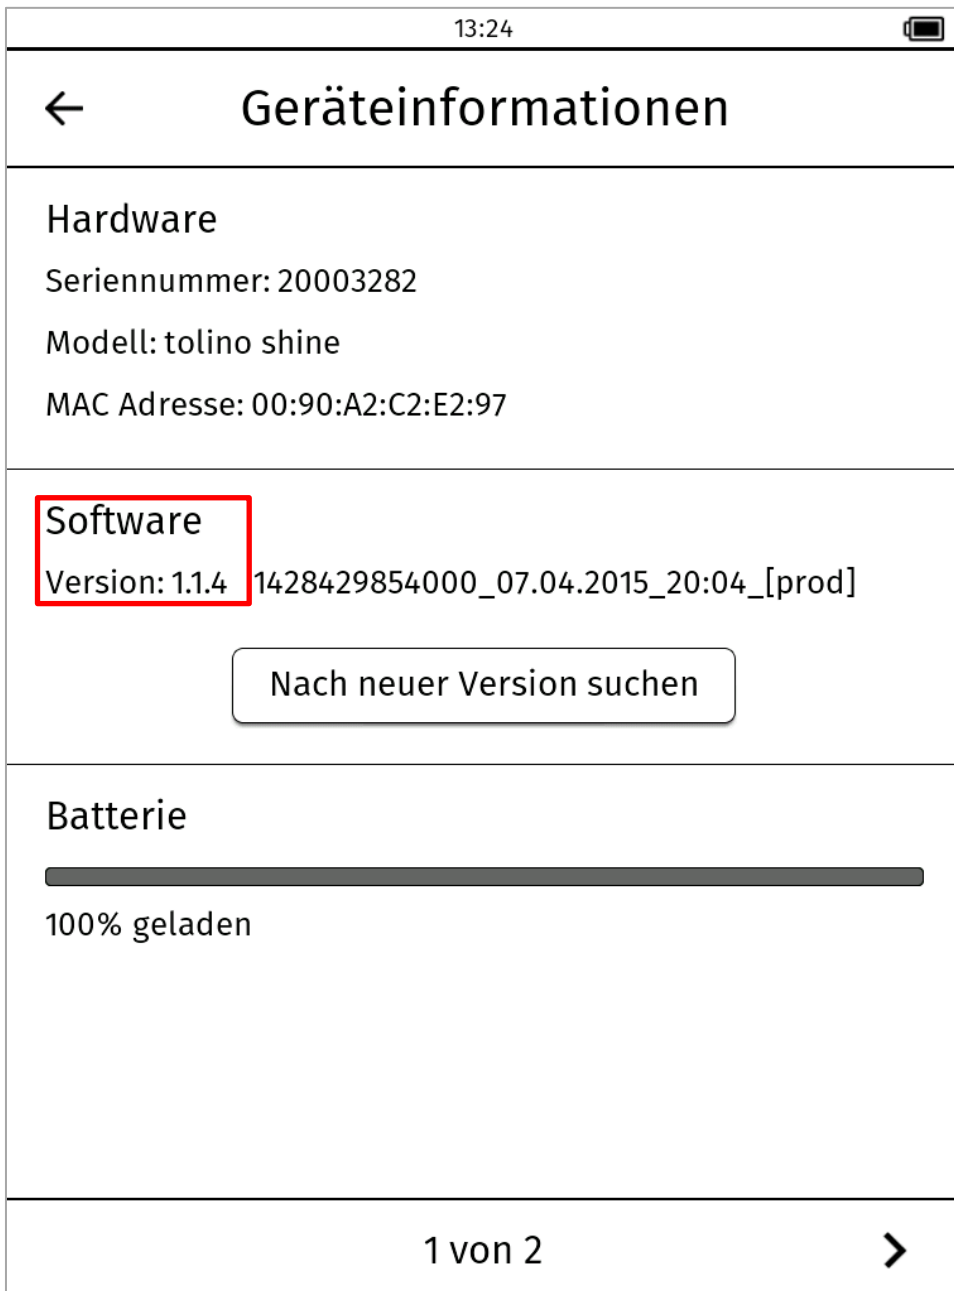 13:24
Geräteinformationen
Hardware
Seriennummer: 20003282
Modell: tolino shine
MAC Adresse: 00:90:A2:C2:E2:97
Software
Version: 1.1.4 1428429854000_07.04.2015_20:04_[prod]
Nach neuer Version suchen
Batterie
100% geladen
1 von 2